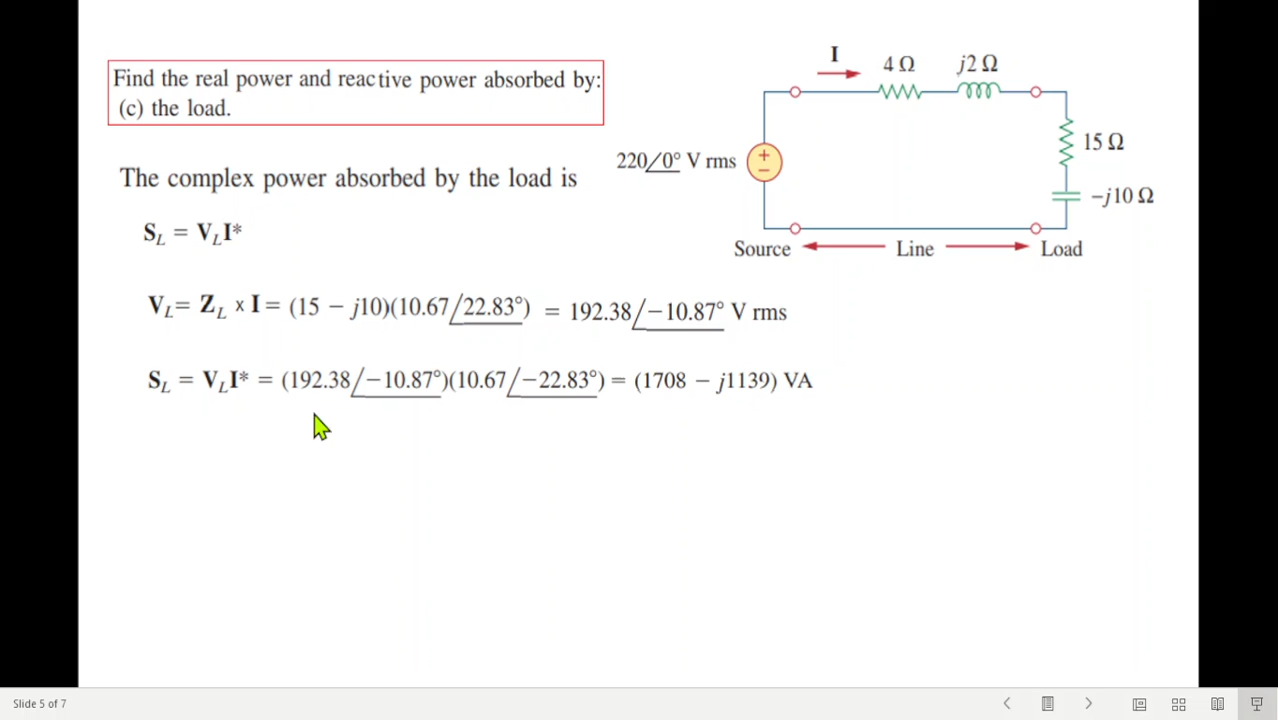 Find the real power and reactive power absorbed by:
(c) the load.
I
4 Ω
j2 Ω
15 Ω
220/0° V rms
+
−
−j10 Ω
Source
Line
Load
The complex power absorbed by the load is
S_L = V_L I*
V_L = Z_L x I = (15 − j10)(10.67/22.83°) = 192.38/−10.87° V rms
S_L = V_L I* = (192.38/−10.87°)(10.67/−22.83°) = (1708 − j1139) VA
Slide 5 of 7